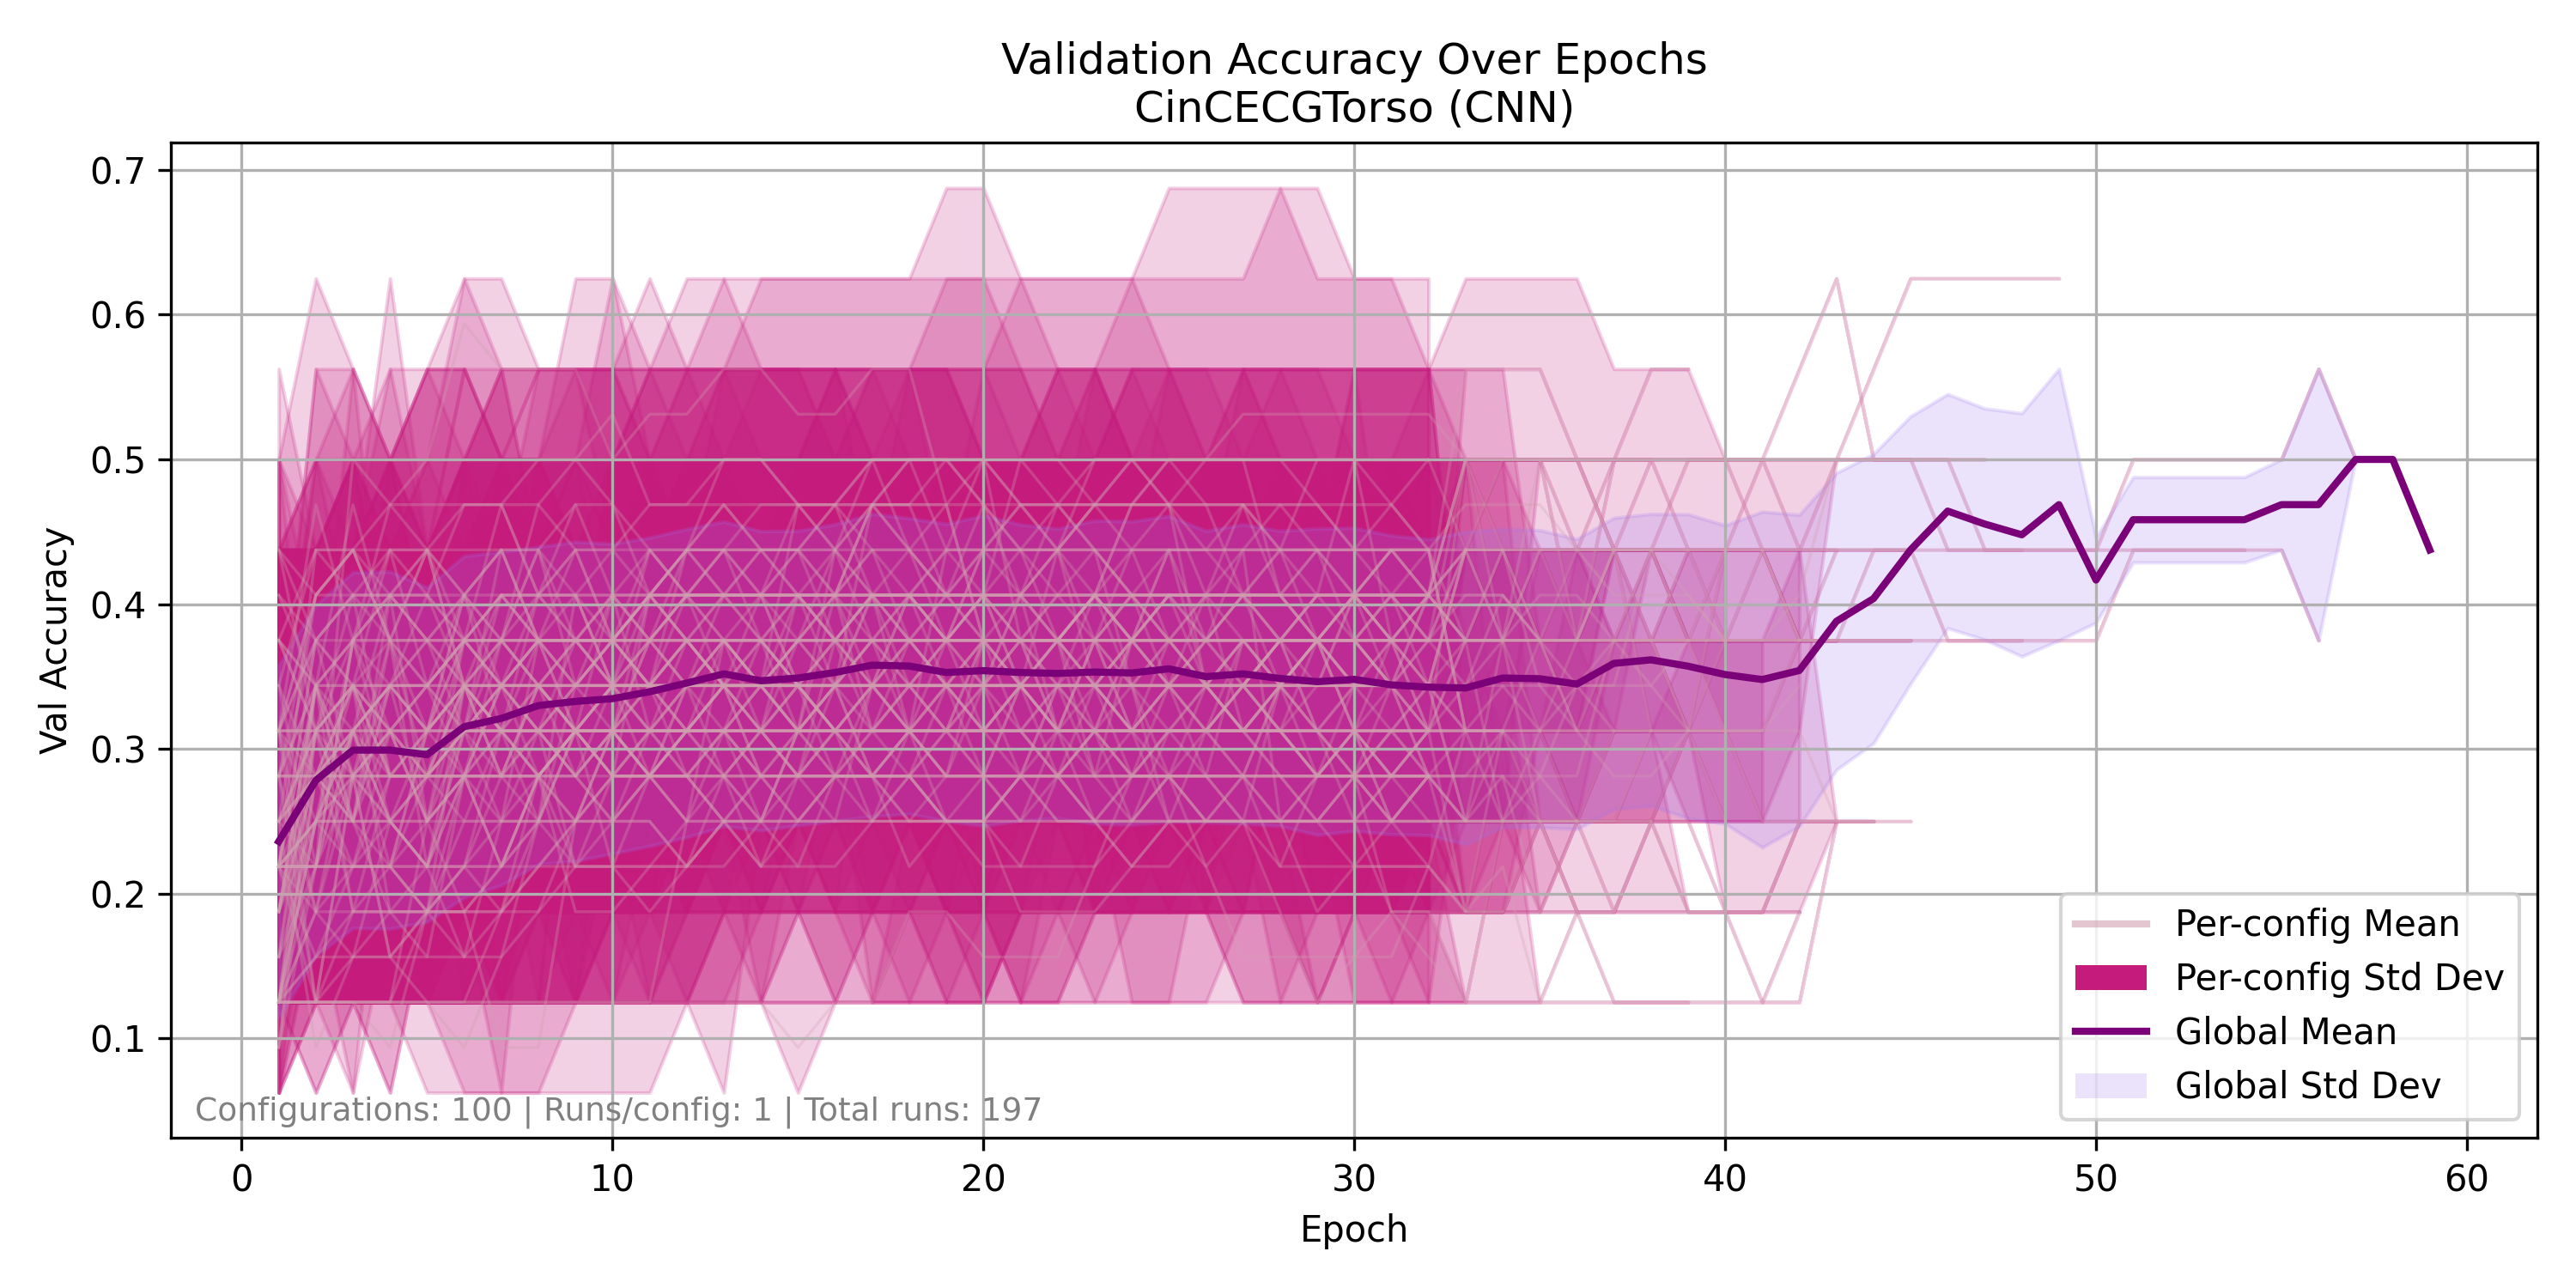 Validation Accuracy Over Epochs
CinCECGTorso (CNN)
Val Accuracy
0.7
0.6
0.5
0.4
0.3
0.2
0.1
0
10
20
30
40
50
60
Epoch
Per-config Mean
Per-config Std Dev
Global Mean
Global Std Dev
Configurations: 100 | Runs/config: 1 | Total runs: 197